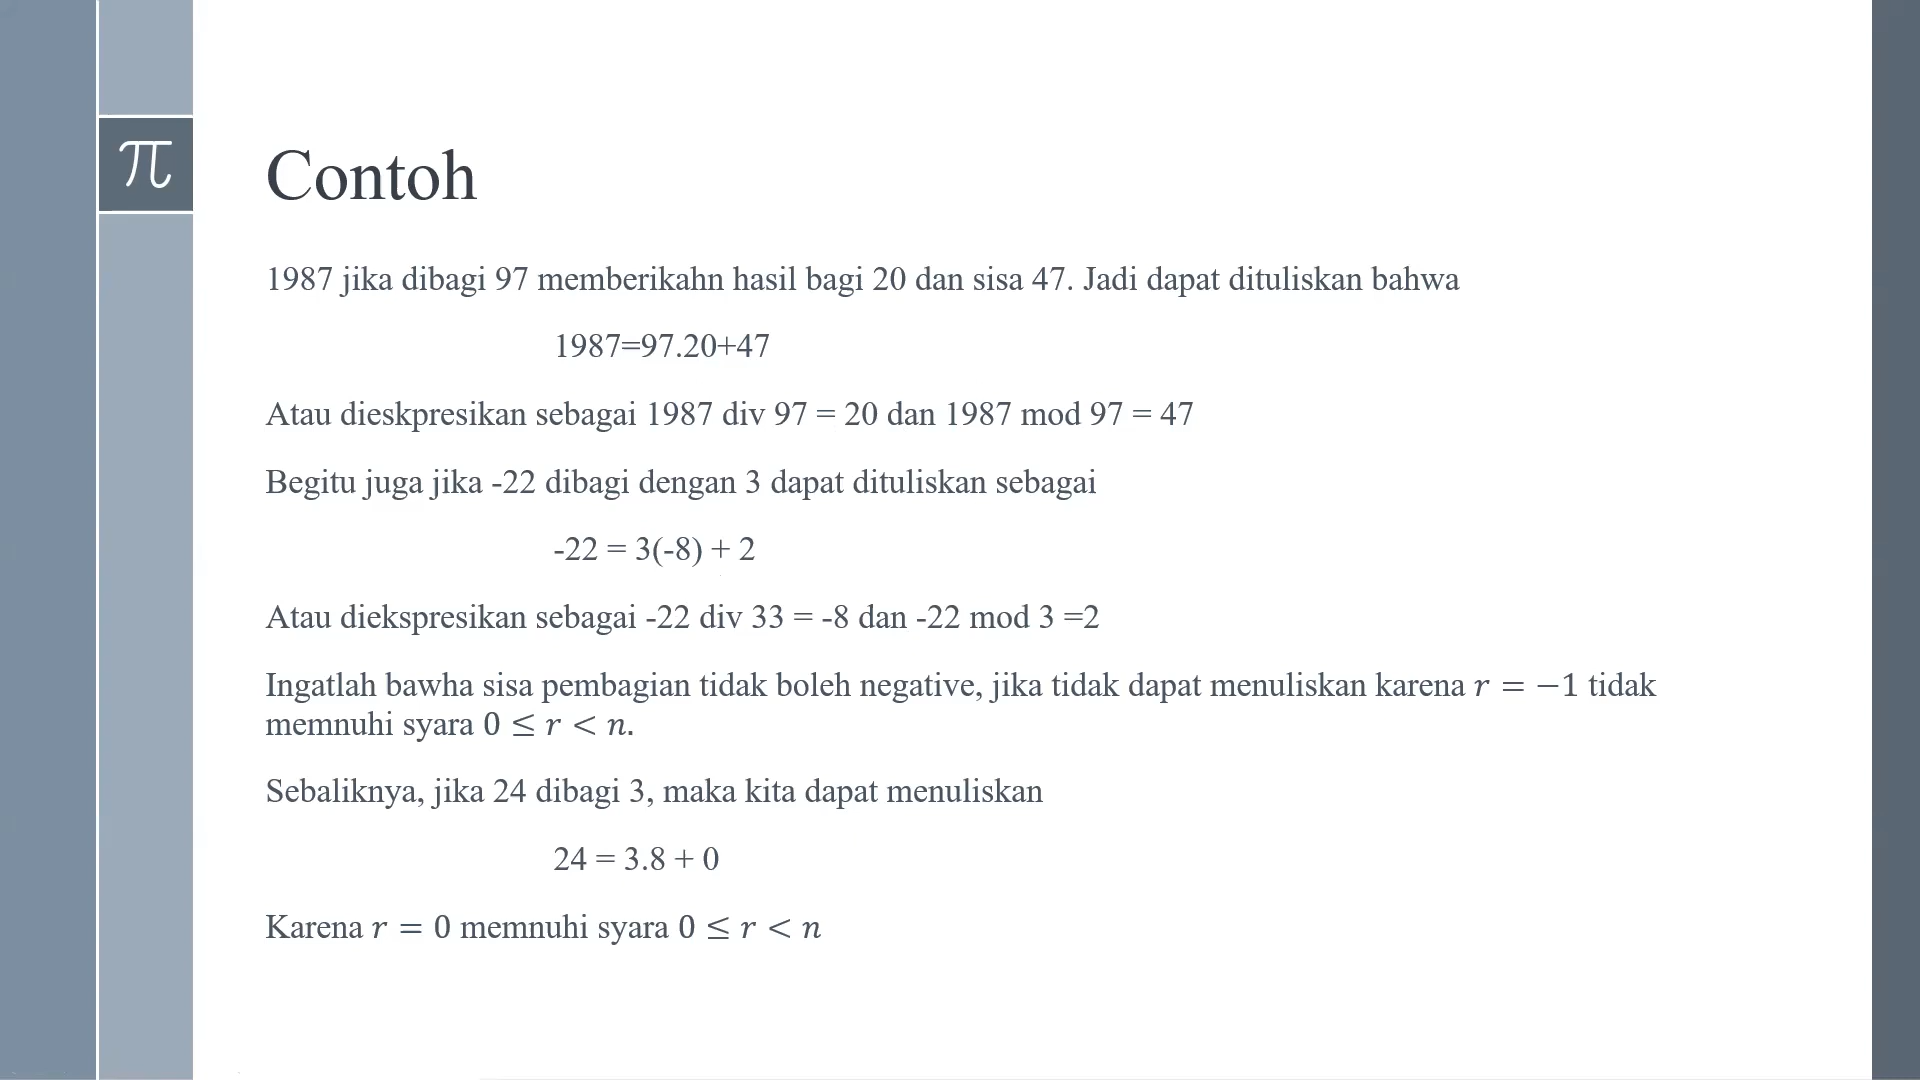 π
Contoh
1987 jika dibagi 97 memberikahn hasil bagi 20 dan sisa 47. Jadi dapat dituliskan bahwa
1987=97.20+47
Atau dieskpresikan sebagai 1987 div 97 = 20 dan 1987 mod 97 = 47
Begitu juga jika -22 dibagi dengan 3 dapat dituliskan sebagai
-22 = 3(-8) + 2
Atau diekspresikan sebagai -22 div 33 = -8 dan -22 mod 3 =2
Ingatlah bawha sisa pembagian tidak boleh negative, jika tidak dapat menuliskan karena r = −1 tidak
memnuhi syara 0 ≤ r < n.
Sebaliknya, jika 24 dibagi 3, maka kita dapat menuliskan
24 = 3.8 + 0
Karena r = 0 memnuhi syara 0 ≤ r < n